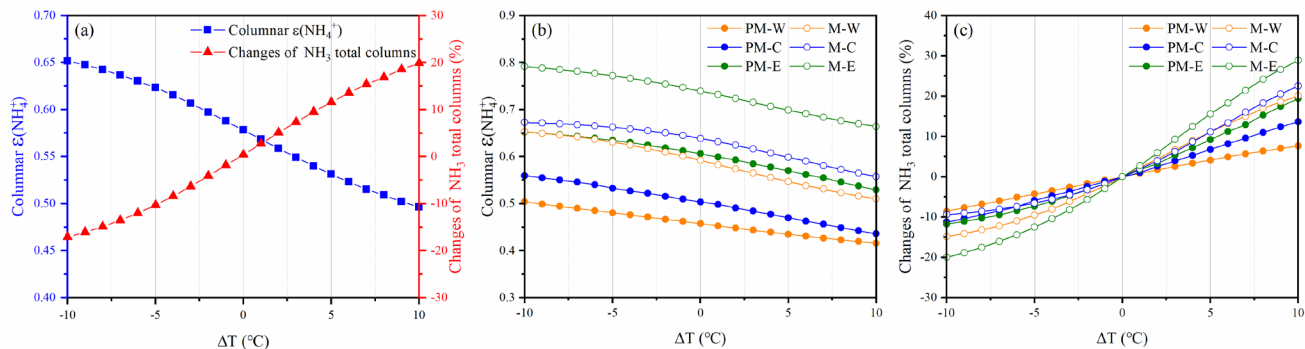 (a)
Columnar ε(NH₄⁺)
Changes of NH₃ total columns
Columnar ε(NH₄⁺)
0.70
0.65
0.60
0.55
0.50
0.45
0.40
30
20
10
0
-10
-20
-30
Changes of NH₃ total columns (%)
-10 -5 0 5 10
ΔT (°C)
(b)
PM-W M-W
PM-C M-C
PM-E M-E
Columnar ε(NH₄⁺)
0.9
0.8
0.7
0.6
0.5
0.4
0.3
-10 -5 0 5 10
ΔT (°C)
(c)
PM-W M-W
PM-C M-C
PM-E M-E
Changes of NH₃ total columns (%)
40
30
20
10
0
-10
-20
-30
-10 -5 0 5 10
ΔT (°C)